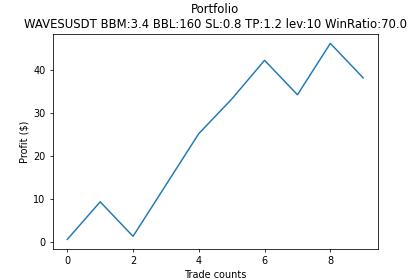 Portfolio
WAVESUSDT BBM:3.4 BBL:160 SL:0.8 TP:1.2 lev:10 WinRatio:70.0
Profit ($)
40
30
20
10
0
0 2 4 6 8
Trade counts